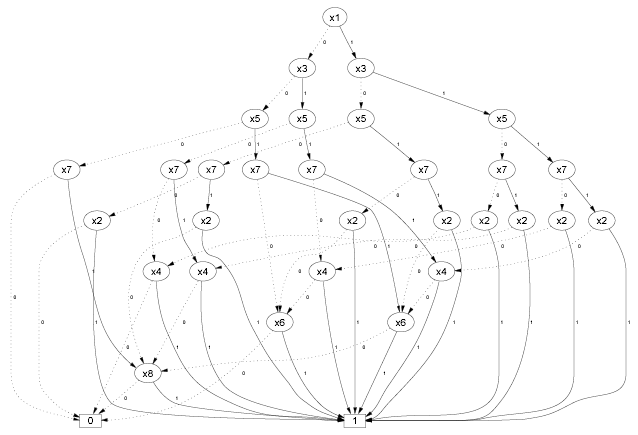 x1
0 1
x3 x3
0 1 0 1
x5 x5 x5 x5
0 0 1 0 1 1 0 1
x7 x7 x7 x7 x7 x7 x7 x7
0 1 0 1 0 1 0 1
x2 0 1 x2 0 0 x2 1 x2 x2 x2 x2 x2
0 0 0 0 1 0 0 0
1 x4 x4 x4 x4
0 0 0 0
0 1 1 x6 x6 1 1 1 1 1
0 1 0 1 1 0 1
x8 0 1 1
0 1
0 1